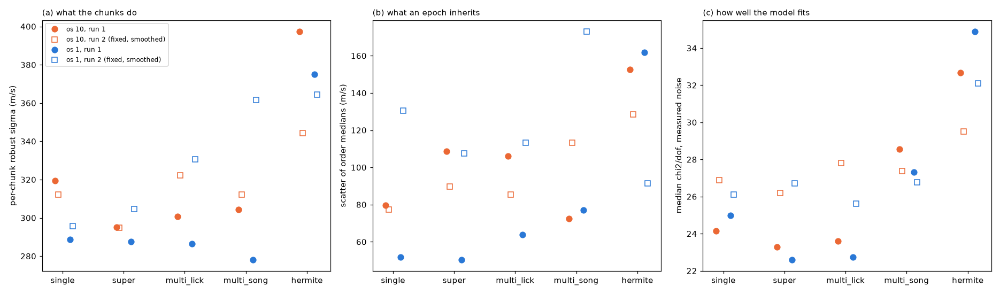 (a) what the chunks do
per-chunk robust sigma (m/s)
400
380
360
340
320
300
280
os 10, run 1
os 10, run 2 (fixed, smoothed)
os 1, run 1
os 1, run 2 (fixed, smoothed)
single
super
multi_lick
multi_song
hermite
(b) what an epoch inherits
scatter of order medians (m/s)
160
140
120
100
80
60
single
super
multi_lick
multi_song
hermite
(c) how well the model fits
median chi2/dof, measured noise
34
32
30
28
26
24
22
single
super
multi_lick
multi_song
hermite